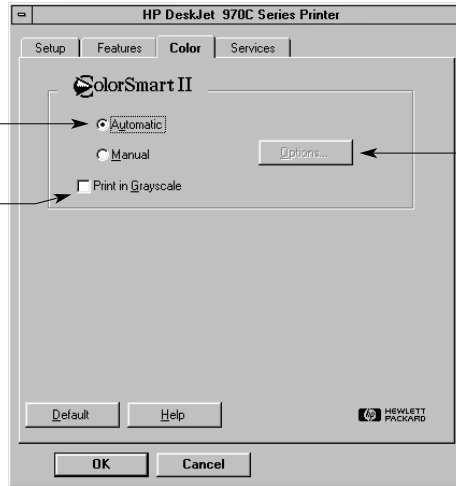 HP DeskJet 970C Series Printer
Setup Features Color Services
ColorSmart II
Automatic
Manual
Options...
Print in Grayscale
Default Help
HEWLETT
PACKARD
OK Cancel